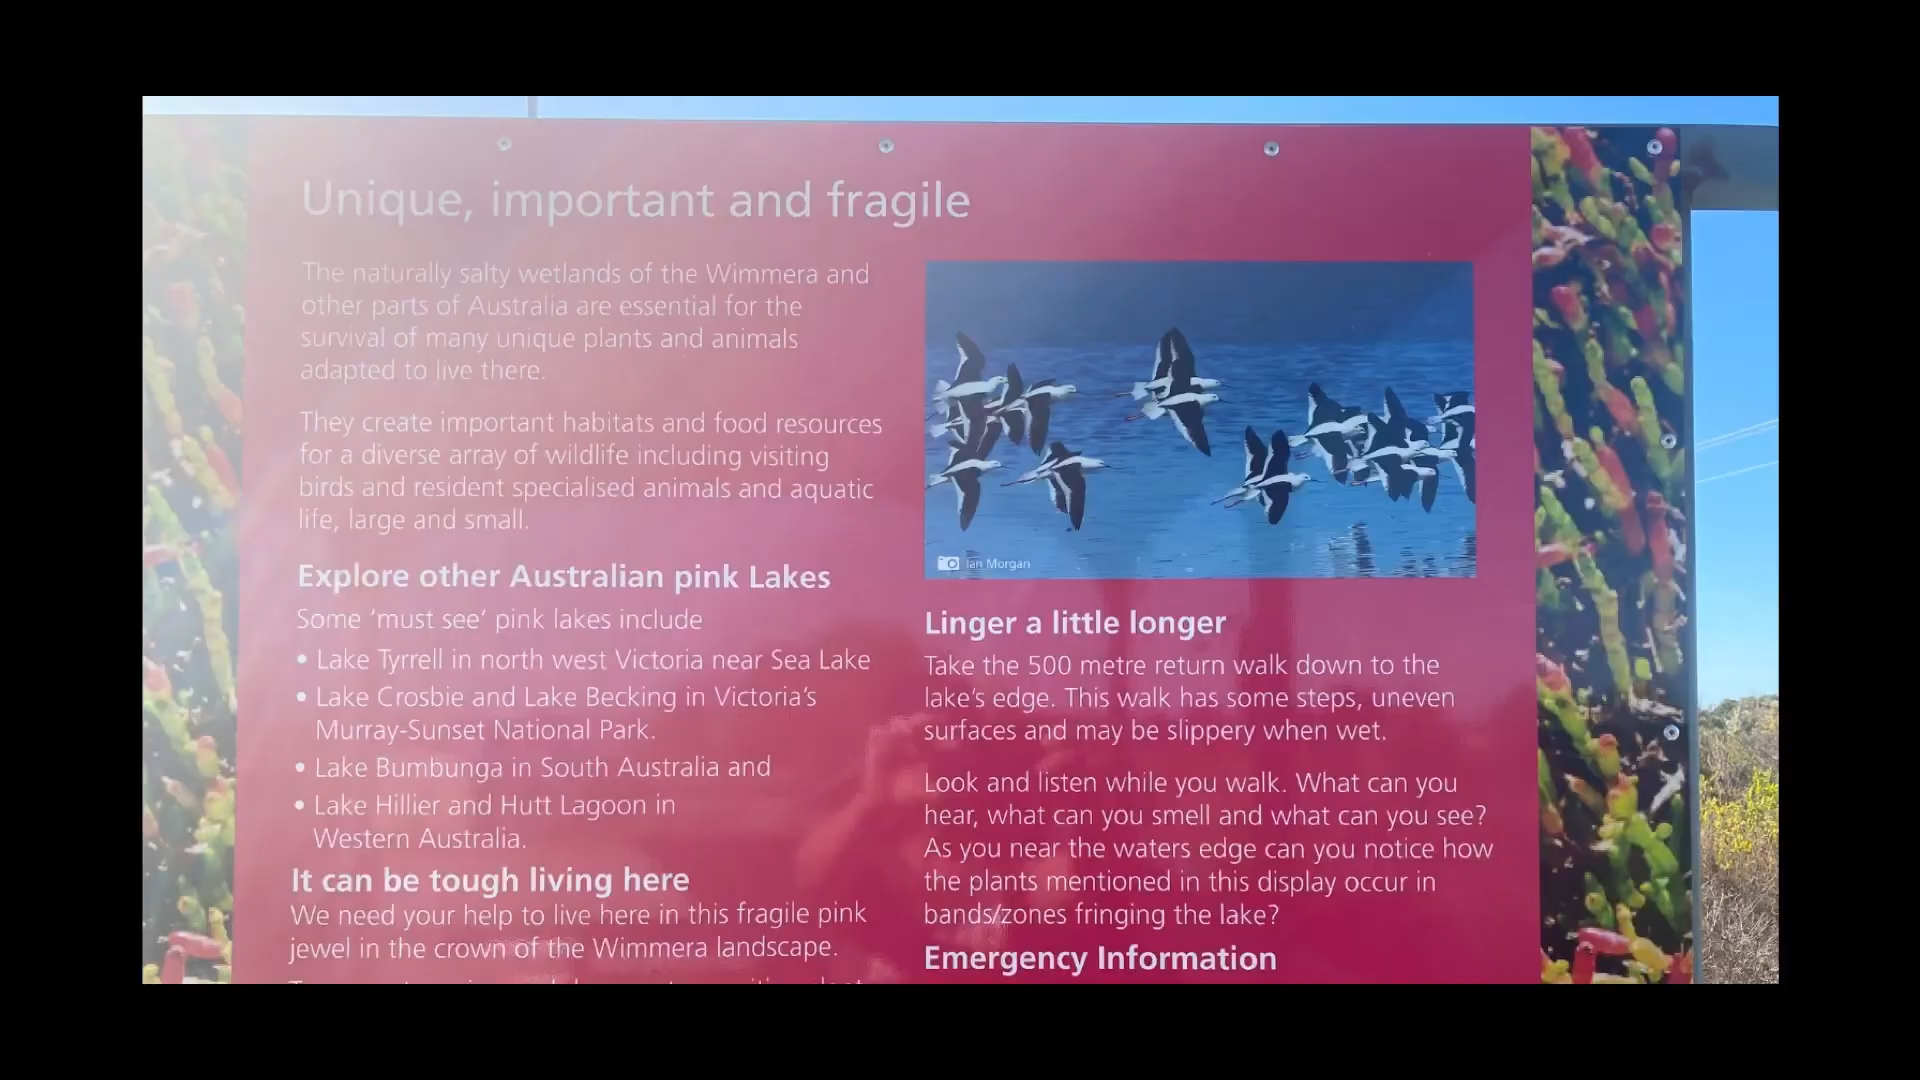 Unique, important and fragile
The naturally salty wetlands of the Wimmera and
other parts of Australia are essential for the
survival of many unique plants and animals
adapted to live there.
They create important habitats and food resources
for a diverse array of wildlife including visiting
birds and resident specialised animals and aquatic
life, large and small.
Explore other Australian pink Lakes
Some ‘must see’ pink lakes include
• Lake Tyrrell in north west Victoria near Sea Lake
• Lake Crosbie and Lake Becking in Victoria’s
Murray-Sunset National Park.
• Lake Bumbunga in South Australia and
• Lake Hillier and Hutt Lagoon in
Western Australia.
It can be tough living here
We need your help to live here in this fragile pink
jewel in the crown of the Wimmera landscape.
Ian Morgan
Linger a little longer
Take the 500 metre return walk down to the
lake’s edge. This walk has some steps, uneven
surfaces and may be slippery when wet.
Look and listen while you walk. What can you
hear, what can you smell and what can you see?
As you near the waters edge can you notice how
the plants mentioned in this display occur in
bands/zones fringing the lake?
Emergency Information